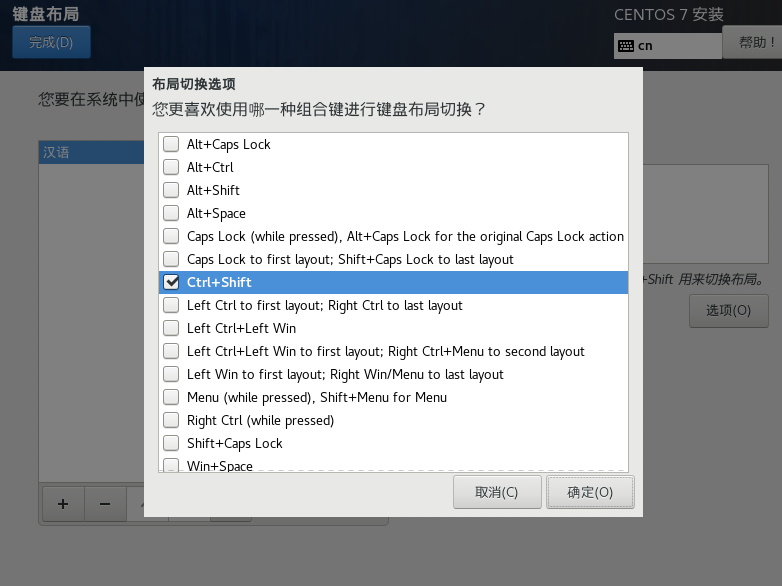 键盘布局
CENTOS 7 安装
完成(D)
cn
帮助！
您要在系统中使
布局切换选项
您更喜欢使用哪一种组合键进行键盘布局切换？
汉语
Alt+Caps Lock
Alt+Ctrl
Alt+Shift
Alt+Space
Caps Lock (while pressed), Alt+Caps Lock for the original Caps Lock action
Caps Lock to first layout; Shift+Caps Lock to last layout
Ctrl+Shift
+Shift 用来切换布局。
Left Ctrl to first layout; Right Ctrl to last layout
选项(O)
Left Ctrl+Left Win
Left Ctrl+Left Win to first layout; Right Ctrl+Menu to second layout
Left Win to first layout; Right Win/Menu to last layout
Menu (while pressed), Shift+Menu for Menu
Right Ctrl (while pressed)
Shift+Caps Lock
Win+Space
取消(C)
确定(O)